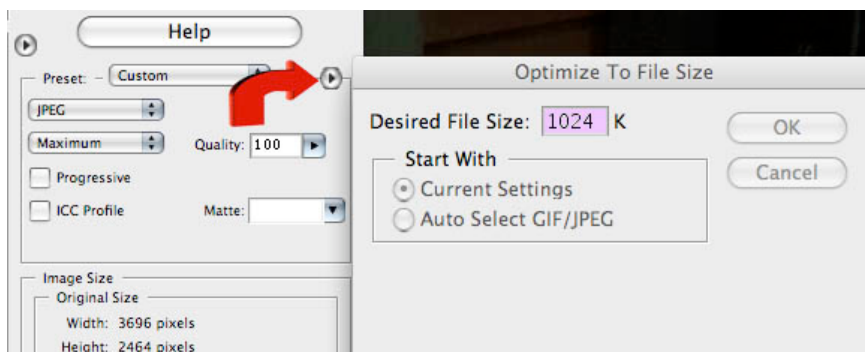 Help
Preset: - Custom
JPEG
Maximum
Quality: 100
Progressive
ICC Profile
Matte:
Image Size
Original Size
Width: 3696 pixels
Height: 2464 pixels
Optimize To File Size
Desired File Size: 1024 K
OK
Start With
Cancel
Current Settings
Auto Select GIF/JPEG